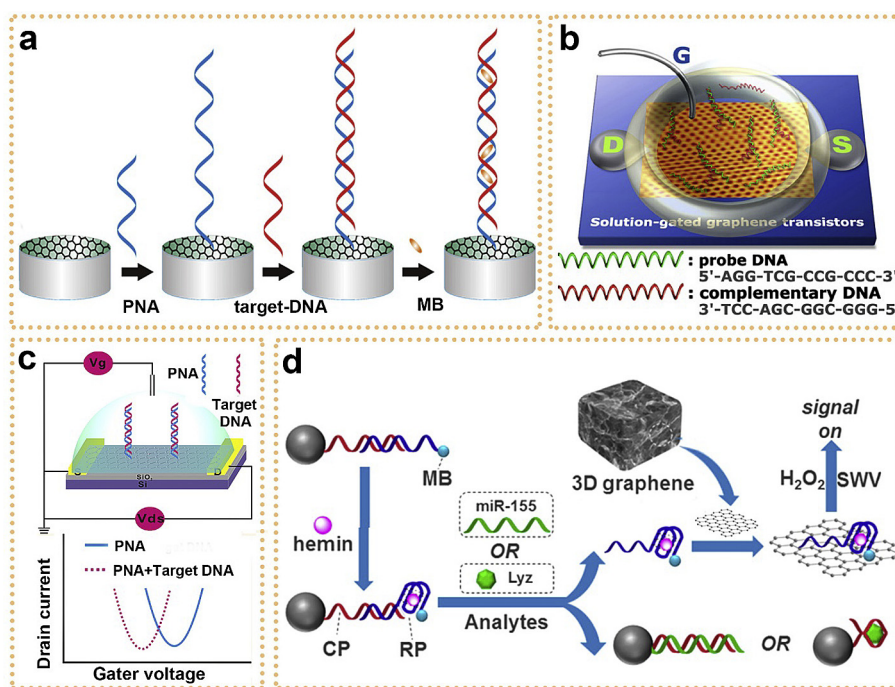 a
PNA
target-DNA
MB
b
G
D
S
Solution-gated graphene transistors
: probe DNA
5'-AGG-TCG-CCG-CCC-3'
: complementary DNA
3'-TCC-AGC-GGC-GGG-5
c
Vg
PNA
Target
DNA
Si
Vds
PNA
PNA+Target DNA
Drain current
Gater voltage
d
MB
hemin
CP
RP
miR-155
OR
Lyz
Analytes
3D graphene
signal
on
H₂O₂
SWV
OR